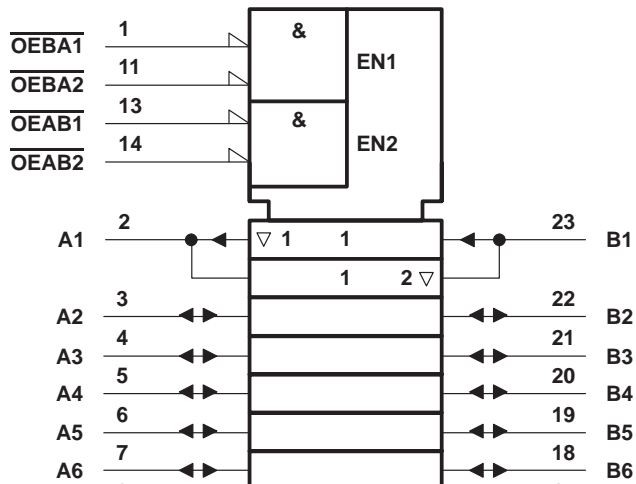 OEBA1 1 & EN1
OEBA2 11
OEAB1 13 & EN2
OEAB2 14
A1 2 ▽ 1 1 23 B1
1 2 ▽
A2 3 22 B2
A3 4 21 B3
A4 5 20 B4
A5 6 19 B5
A6 7 18 B6